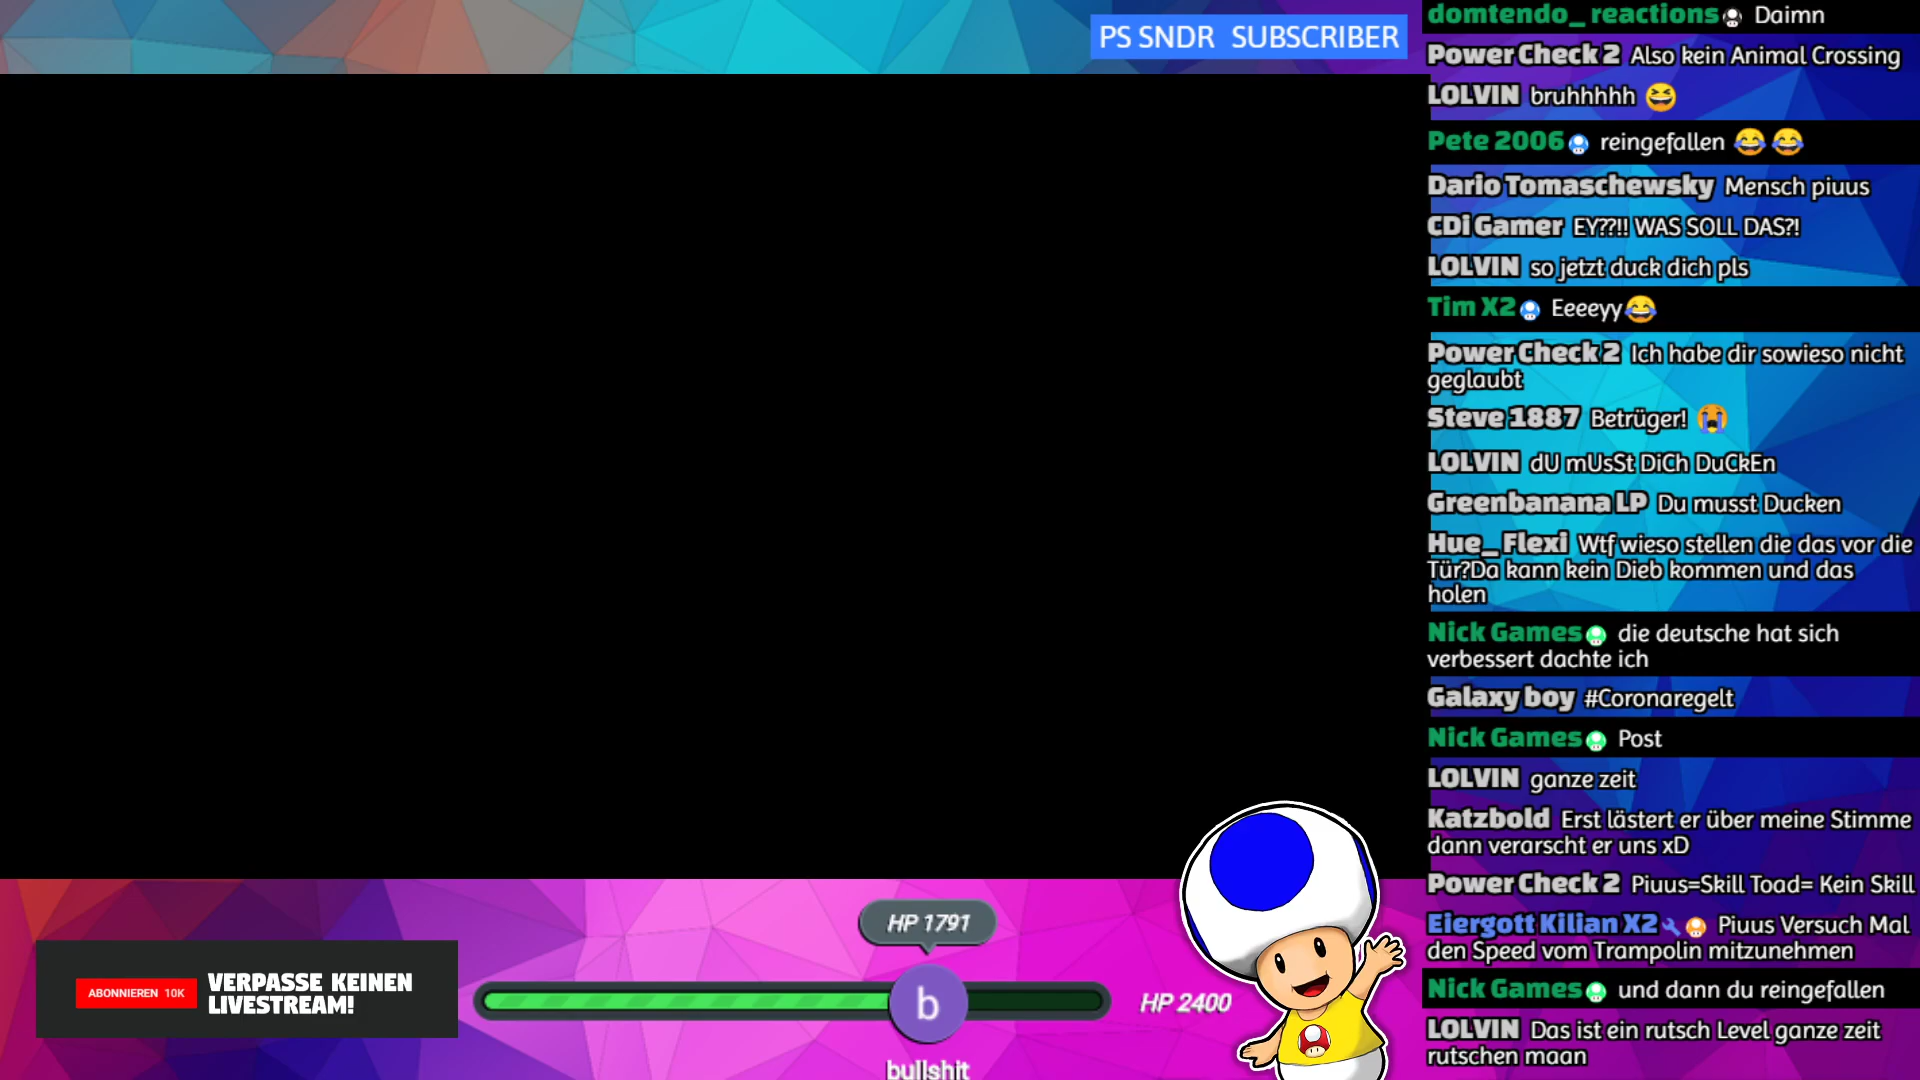 PS SNDR SUBSCRIBER
domtendo_reactions Daimn
Power Check 2 Also kein Animal Crossing
LOLVIN bruhhhhh 😆
Pete 2006 reingefallen 😂 😂
Dario Tomaschewsky Mensch piuus
CDi Gamer EY??!! WAS SOLL DAS?!
LOLVIN so jetzt duck dich pls
Tim X2 Eeeeyy😂
Power Check 2 Ich habe dir sowieso nicht
geglaubt
Steve 1887 Betrüger! 😭
LOLVIN dU mUsSt DiCh DuCkEn
Greenbanana LP Du musst Ducken
Hue_Flexi Wtf wieso stellen die das vor die
Tür?Da kann kein Dieb kommen und das
holen
Nick Games die deutsche hat sich
verbessert dachte ich
Galaxy boy #Coronaregelt
Nick Games Post
LOLVIN ganze zeit
Katzbold Erst lästert er über meine Stimme
dann verarscht er uns xD
Power Check 2 Piuus=Skill Toad= Kein Skill
Eiergott Kilian X2 Piuus Versuch Mal
den Speed vom Trampolin mitzunehmen
Nick Games und dann du reingefallen
LOLVIN Das ist ein rutsch Level ganze zeit
rutschen maan
ABONNIEREN 10K
VERPASSE KEINEN
LIVESTREAM!
HP 1791
b
HP 2400
bullshit